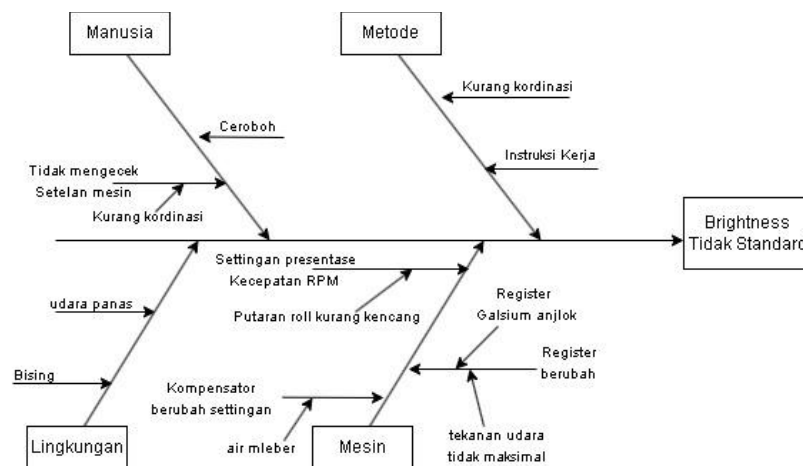 Manusia
Metode
Kurang kordinasi
Ceroboh
Instruksi Kerja
Tidak mengecek
Setelan mesin
Kurang kordinasi
Brightness
Tidak Standard
Settingan presentase
Kecepatan RPM
udara panas
Putaran roll kurang kencang
Register
Galsium anjlok
Register
berubah
Bising
Kompensator
berubah settingan
air mleber
tekanan udara
tidak maksimal
Lingkungan
Mesin